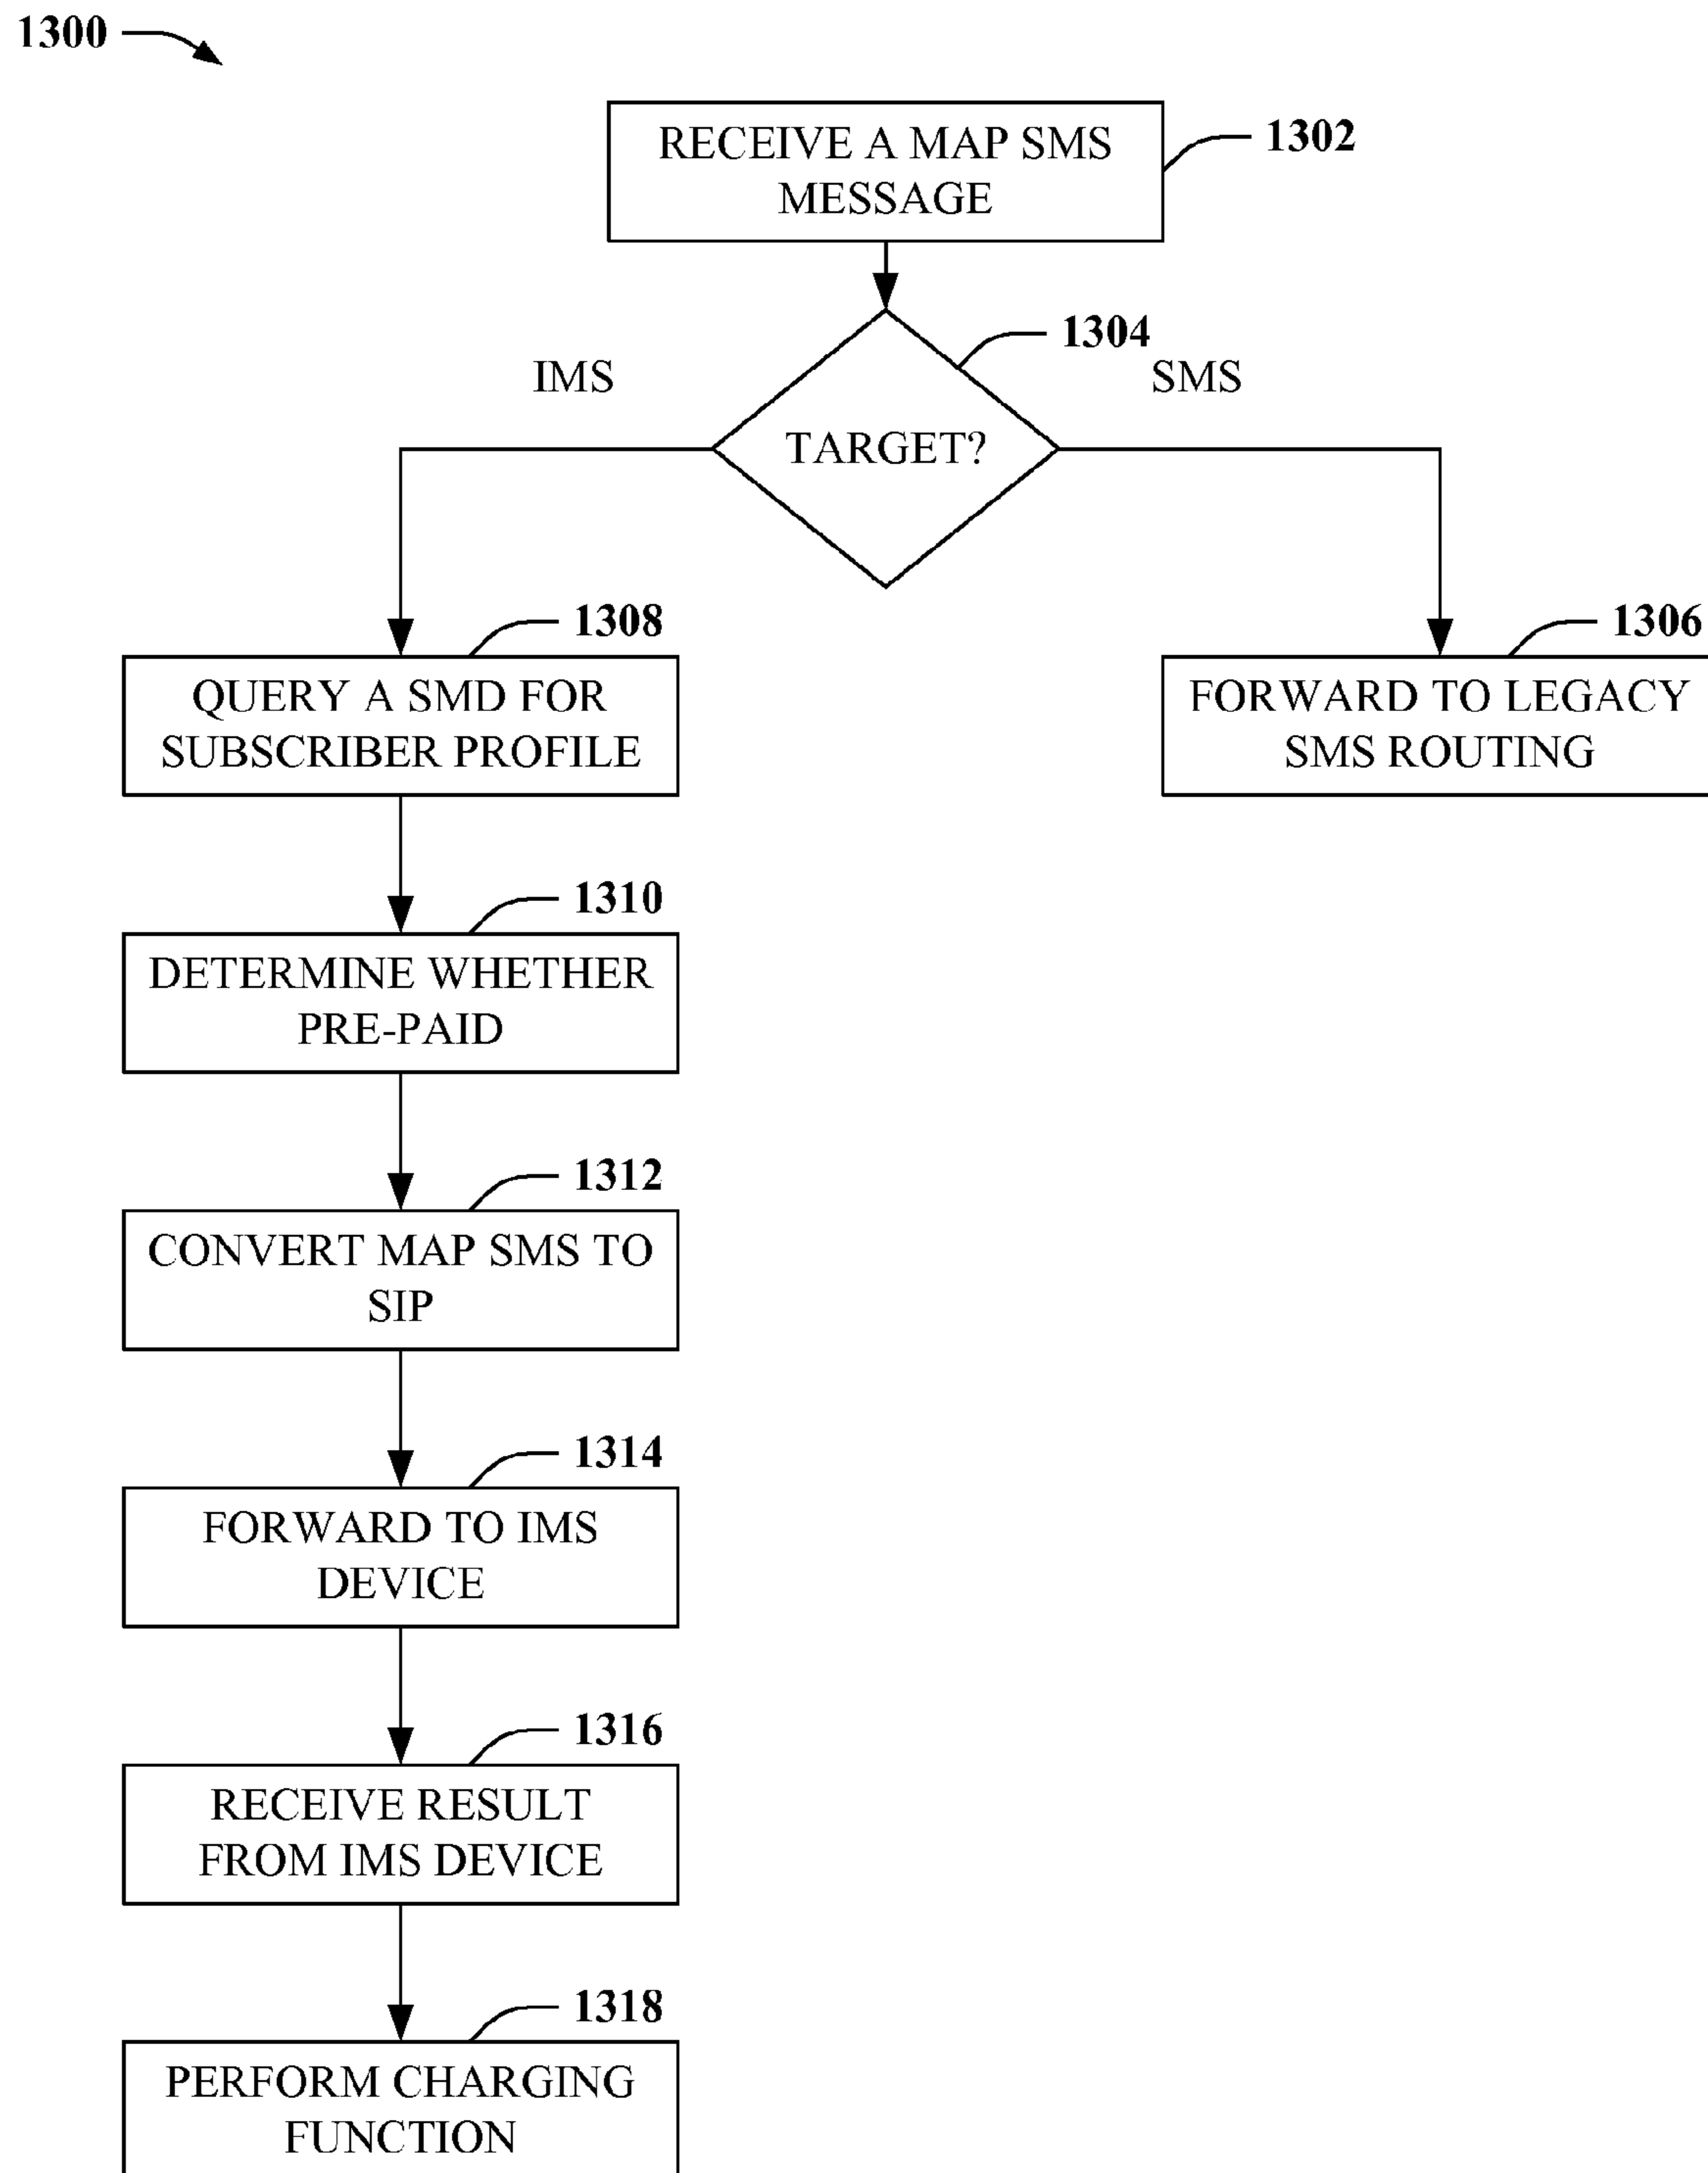 1300
RECEIVE A MAP SMS
MESSAGE
1302
1304
IMS
SMS
TARGET?
1308
1306
QUERY A SMD FOR
SUBSCRIBER PROFILE
FORWARD TO LEGACY
SMS ROUTING
1310
DETERMINE WHETHER
PRE-PAID
1312
CONVERT MAP SMS TO
SIP
1314
FORWARD TO IMS
DEVICE
1316
RECEIVE RESULT
FROM IMS DEVICE
1318
PERFORM CHARGING
FUNCTION